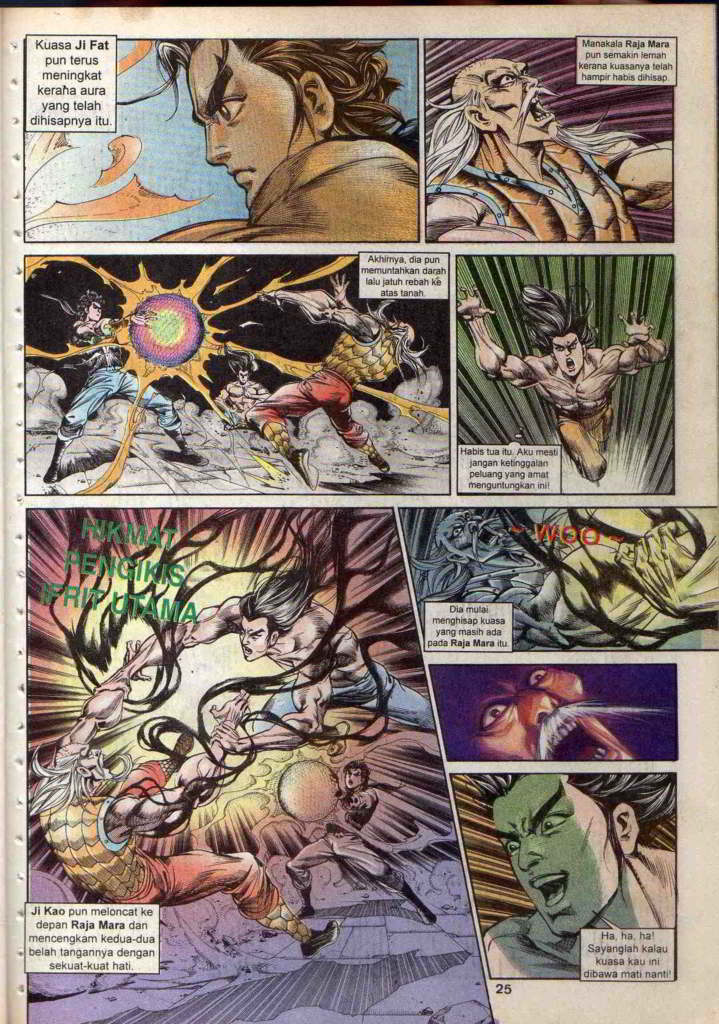 Kuasa Ji Fat
pun terus
meningkat
kerana aura
yang telah
dihisapnya itu.
Manakala Raja Mara
pun semakin lemah
kerana kuasanya telah
hampir habis dihisap.
Akhirnya, dia pun
memuntahkan darah
lalu jatuh rebah ke
atas tanah.
Habis tua itu. Aku mesti
jangan ketinggalan
peluang yang amat
menguntungkan ini!
HIKMAT
PENGIKIS
IFRIT UTAMA
~ WOO ~
Dia mulai
menghisap kuasa
yang masih ada
pada Raja Mara itu.
Ji Kao pun meloncat ke
depan Raja Mara dan
mencengkam kedua-dua
belah tangannya dengan
sekuat-kuat hati.
Ha, ha, ha!
Sayanglah kalau
kuasa kau ini
dibawa mati nanti!
25